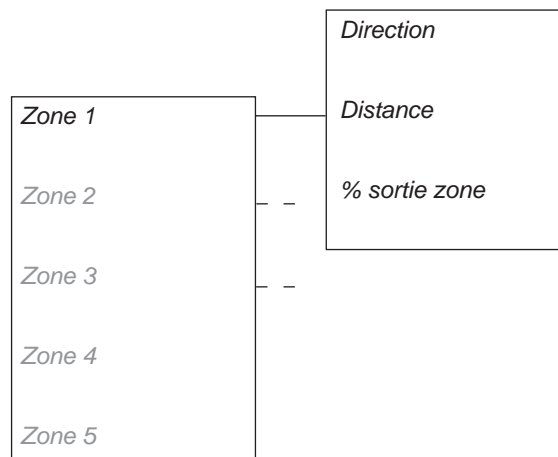 Zone 1
Zone 2
Zone 3
Zone 4
Zone 5
Direction
Distance
% sortie zone